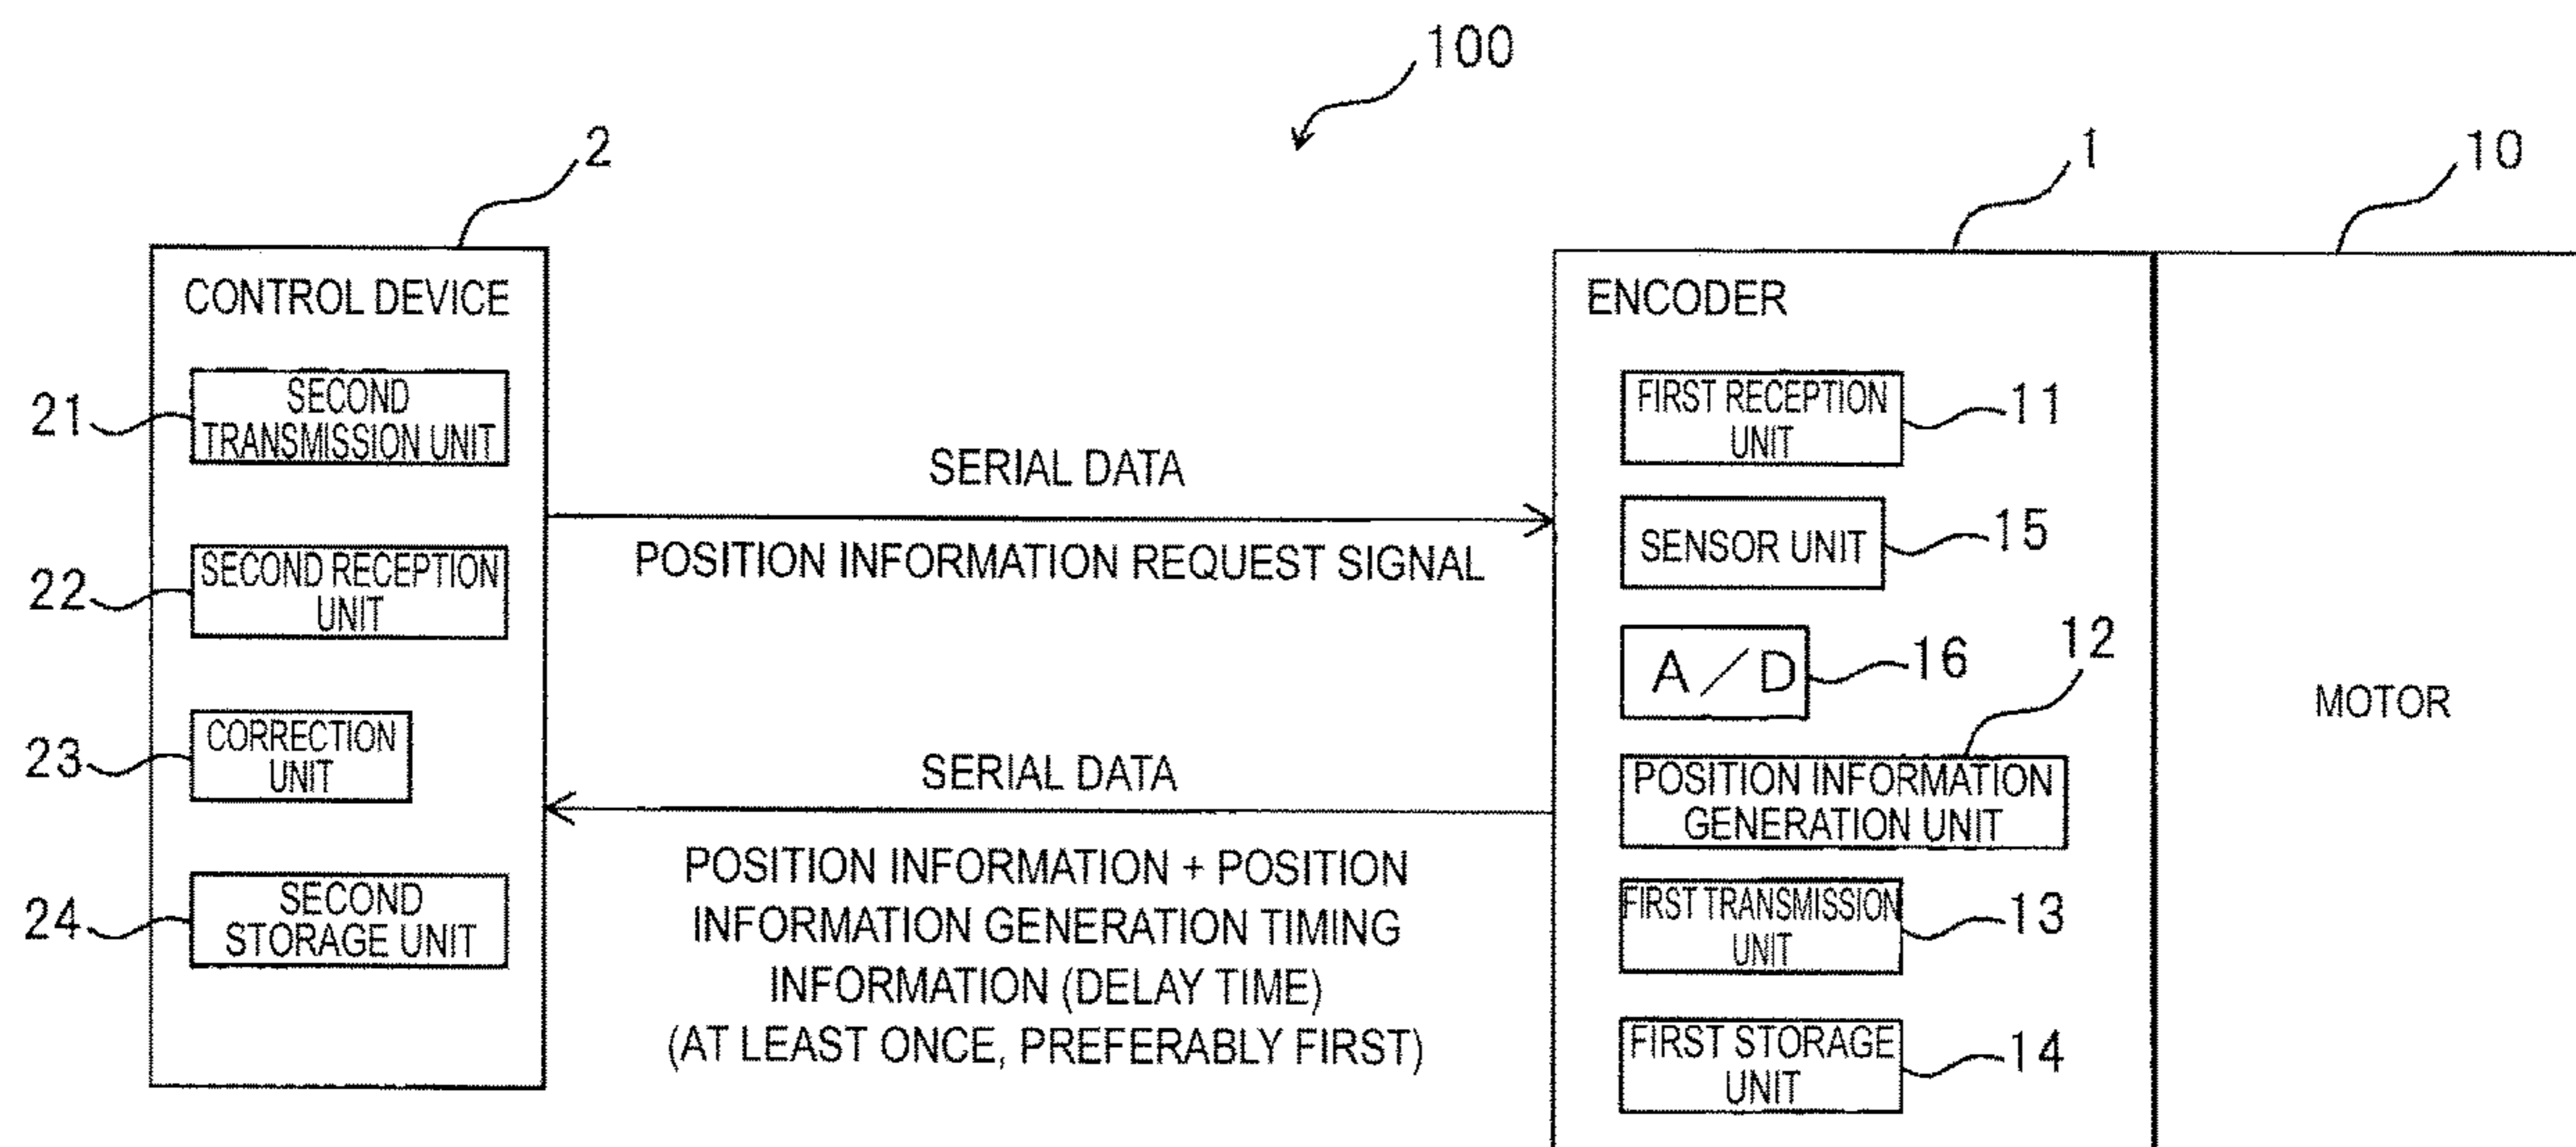 100
2
1
10
CONTROL DEVICE
21
SECOND
TRANSMISSION UNIT
22
SECOND RECEPTION
UNIT
23
CORRECTION
UNIT
24
SECOND
STORAGE UNIT
SERIAL DATA
POSITION INFORMATION REQUEST SIGNAL
SERIAL DATA
POSITION INFORMATION + POSITION
INFORMATION GENERATION TIMING
INFORMATION (DELAY TIME)
(AT LEAST ONCE, PREFERABLY FIRST)
ENCODER
FIRST RECEPTION
UNIT
11
SENSOR UNIT
15
A/D
16
12
POSITION INFORMATION
GENERATION UNIT
FIRST TRANSMISSION
UNIT
13
FIRST STORAGE
UNIT
14
MOTOR